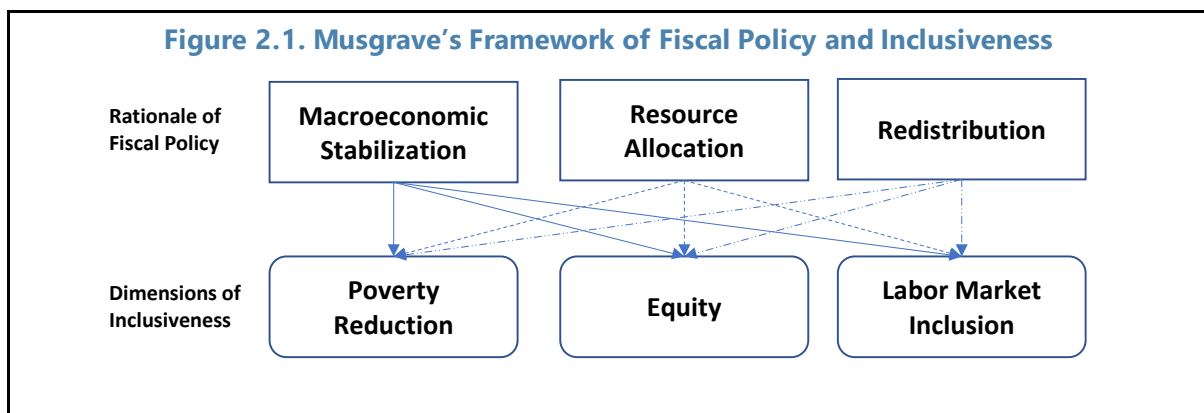 Figure 2.1. Musgrave’s Framework of Fiscal Policy and Inclusiveness
Rationale of
Fiscal Policy
Macroeconomic
Stabilization
Resource
Allocation
Redistribution
Dimensions of
Inclusiveness
Poverty
Reduction
Equity
Labor Market
Inclusion